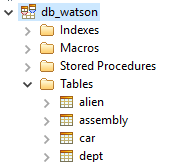 db_watson
Indexes
Macros
Stored Procedures
Tables
alien
assembly
car
dept